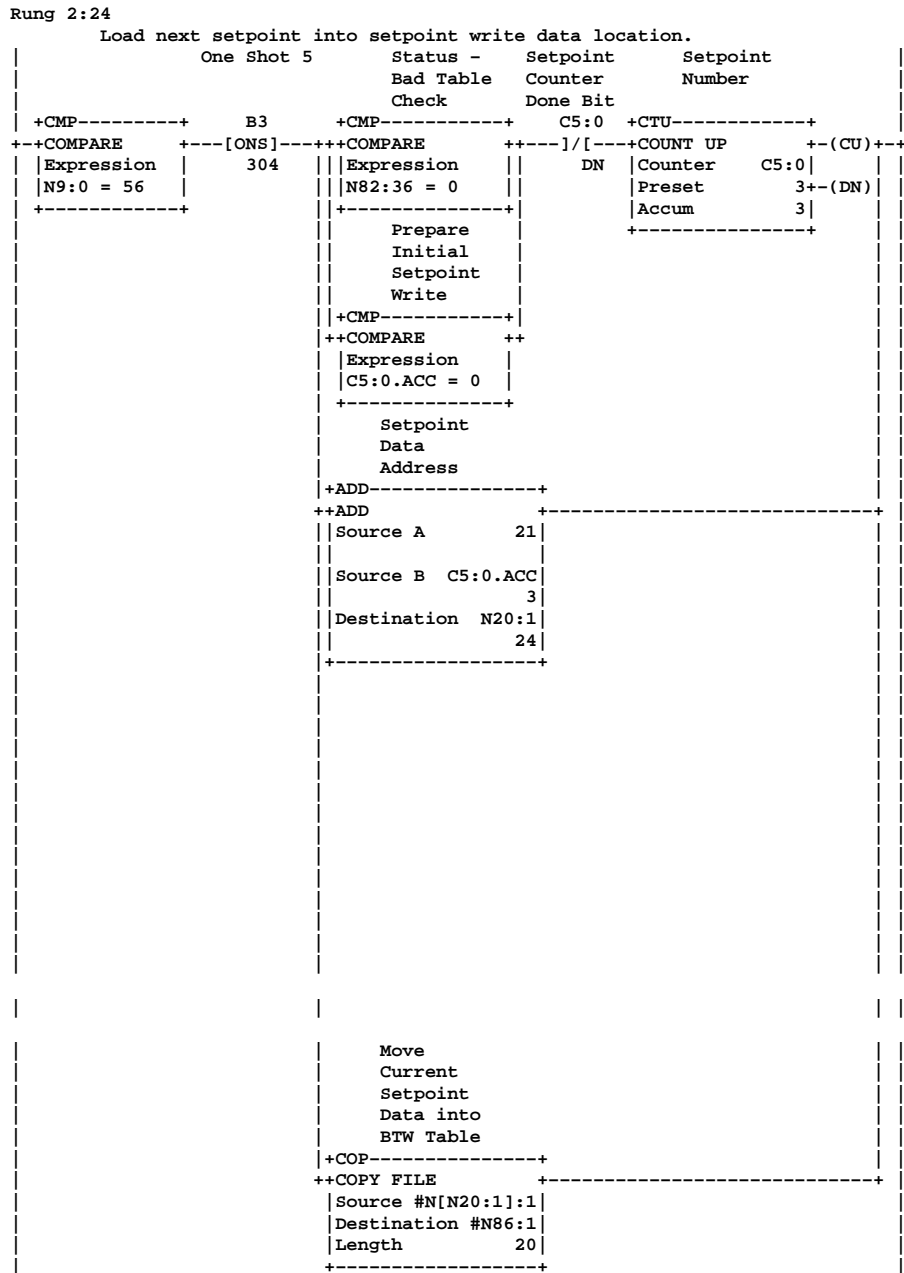 Rung 2:24
Load next setpoint into setpoint write data location.
One Shot 5 Status – Setpoint Setpoint
Bad Table Counter Number
Check Done Bit
+CMP–––––––––+ B3 +CMP–––––––––––+ C5:0 +CTU––––––––––––+
+–+COMPARE +–––[ONS]–––+++COMPARE ++–––]/[–––+COUNT UP +–(CU)+–+
| |Expression | 304 |||Expression || DN |Counter C5:0| | |
| |N9:0 = 56 | |||N82:36 = 0 || |Preset 3+–(DN)| |
| +––––––––––––+ ||+––––––––––––––+| |Accum 3| | |
| || Prepare | +–––––––––––––––+ | |
| || Initial | | |
| || Setpoint | | |
| || Write | | |
| ||+CMP–––––––––––+| | |
| |++COMPARE ++ | |
| | |Expression | | |
| | |C5:0.ACC = 0 | | |
| | +––––––––––––––+ | |
| | Setpoint | |
| | Data | |
| | Address | |
| |+ADD–––––––––––––––+ | |
| ++ADD +––––––––––––––––––––––––––––+ |
| ||Source A 21| | |
| || | | |
| ||Source B C5:0.ACC| | |
| || 3| | |
| ||Destination N20:1| | |
| || 24| | |
| |+––––––––––––––––––+ | |
| | Move | |
| | Current | |
| | Setpoint | |
| | Data into | |
| | BTW Table | |
| |+COP–––––––––––––––+ | |
| ++COPY FILE +––––––––––––––––––––––––––––+ |
| |Source #N[N20:1]:1| |
| |Destination #N86:1| |
| |Length 20| |
| +––––––––––––––––––+ |